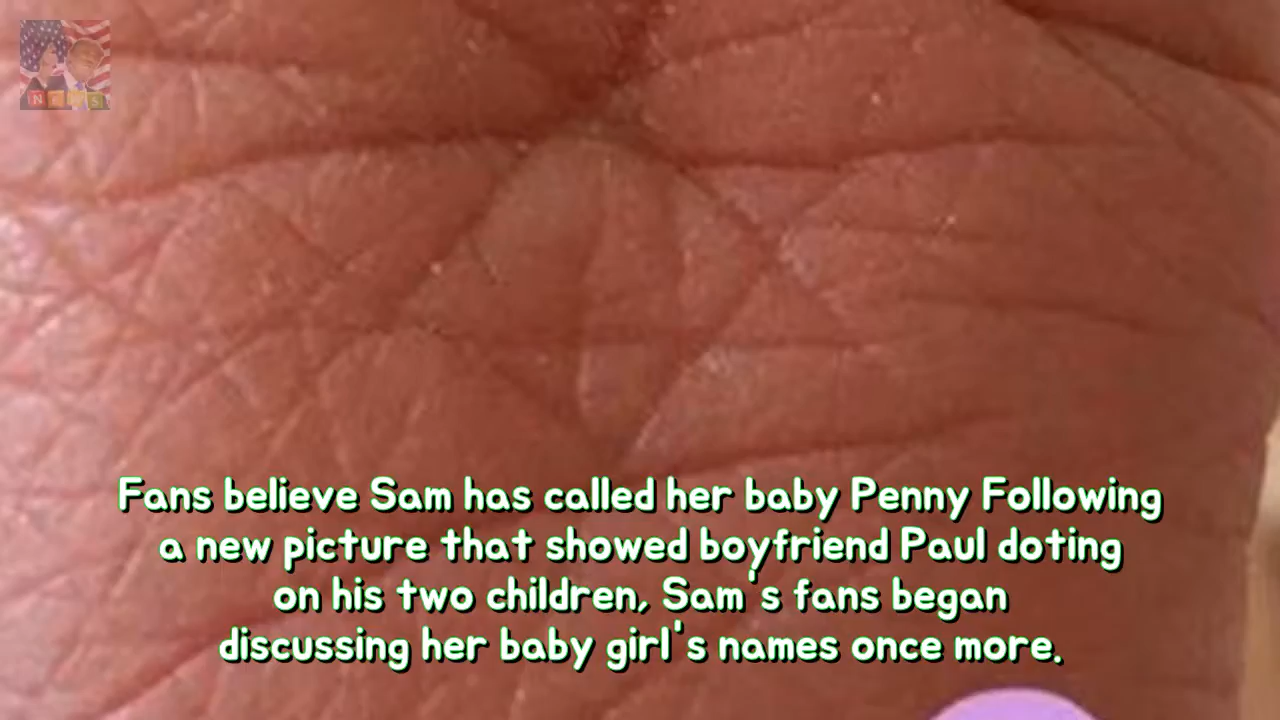 NEWS
Fans believe Sam has called her baby Penny Following
a new picture that showed boyfriend Paul doting
on his two children, Sam's fans began
discussing her baby girl's names once more.